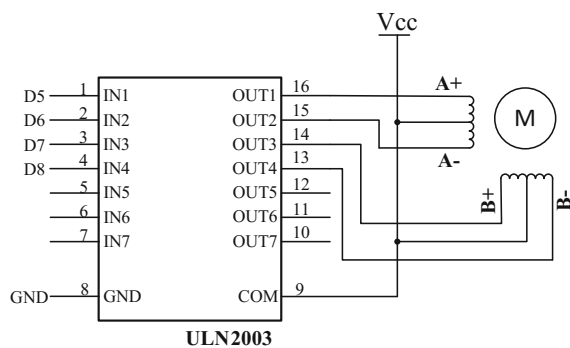 Vcc
D5 1 IN1 OUT1 16 A+
D6 2 IN2 OUT2 15
D7 3 IN3 OUT3 14 A-
D8 4 IN4 OUT4 13
5 IN5 OUT5 12
6 IN6 OUT6 11
7 IN7 OUT7 10
M
B+ B-
GND 8 GND COM 9
ULN2003